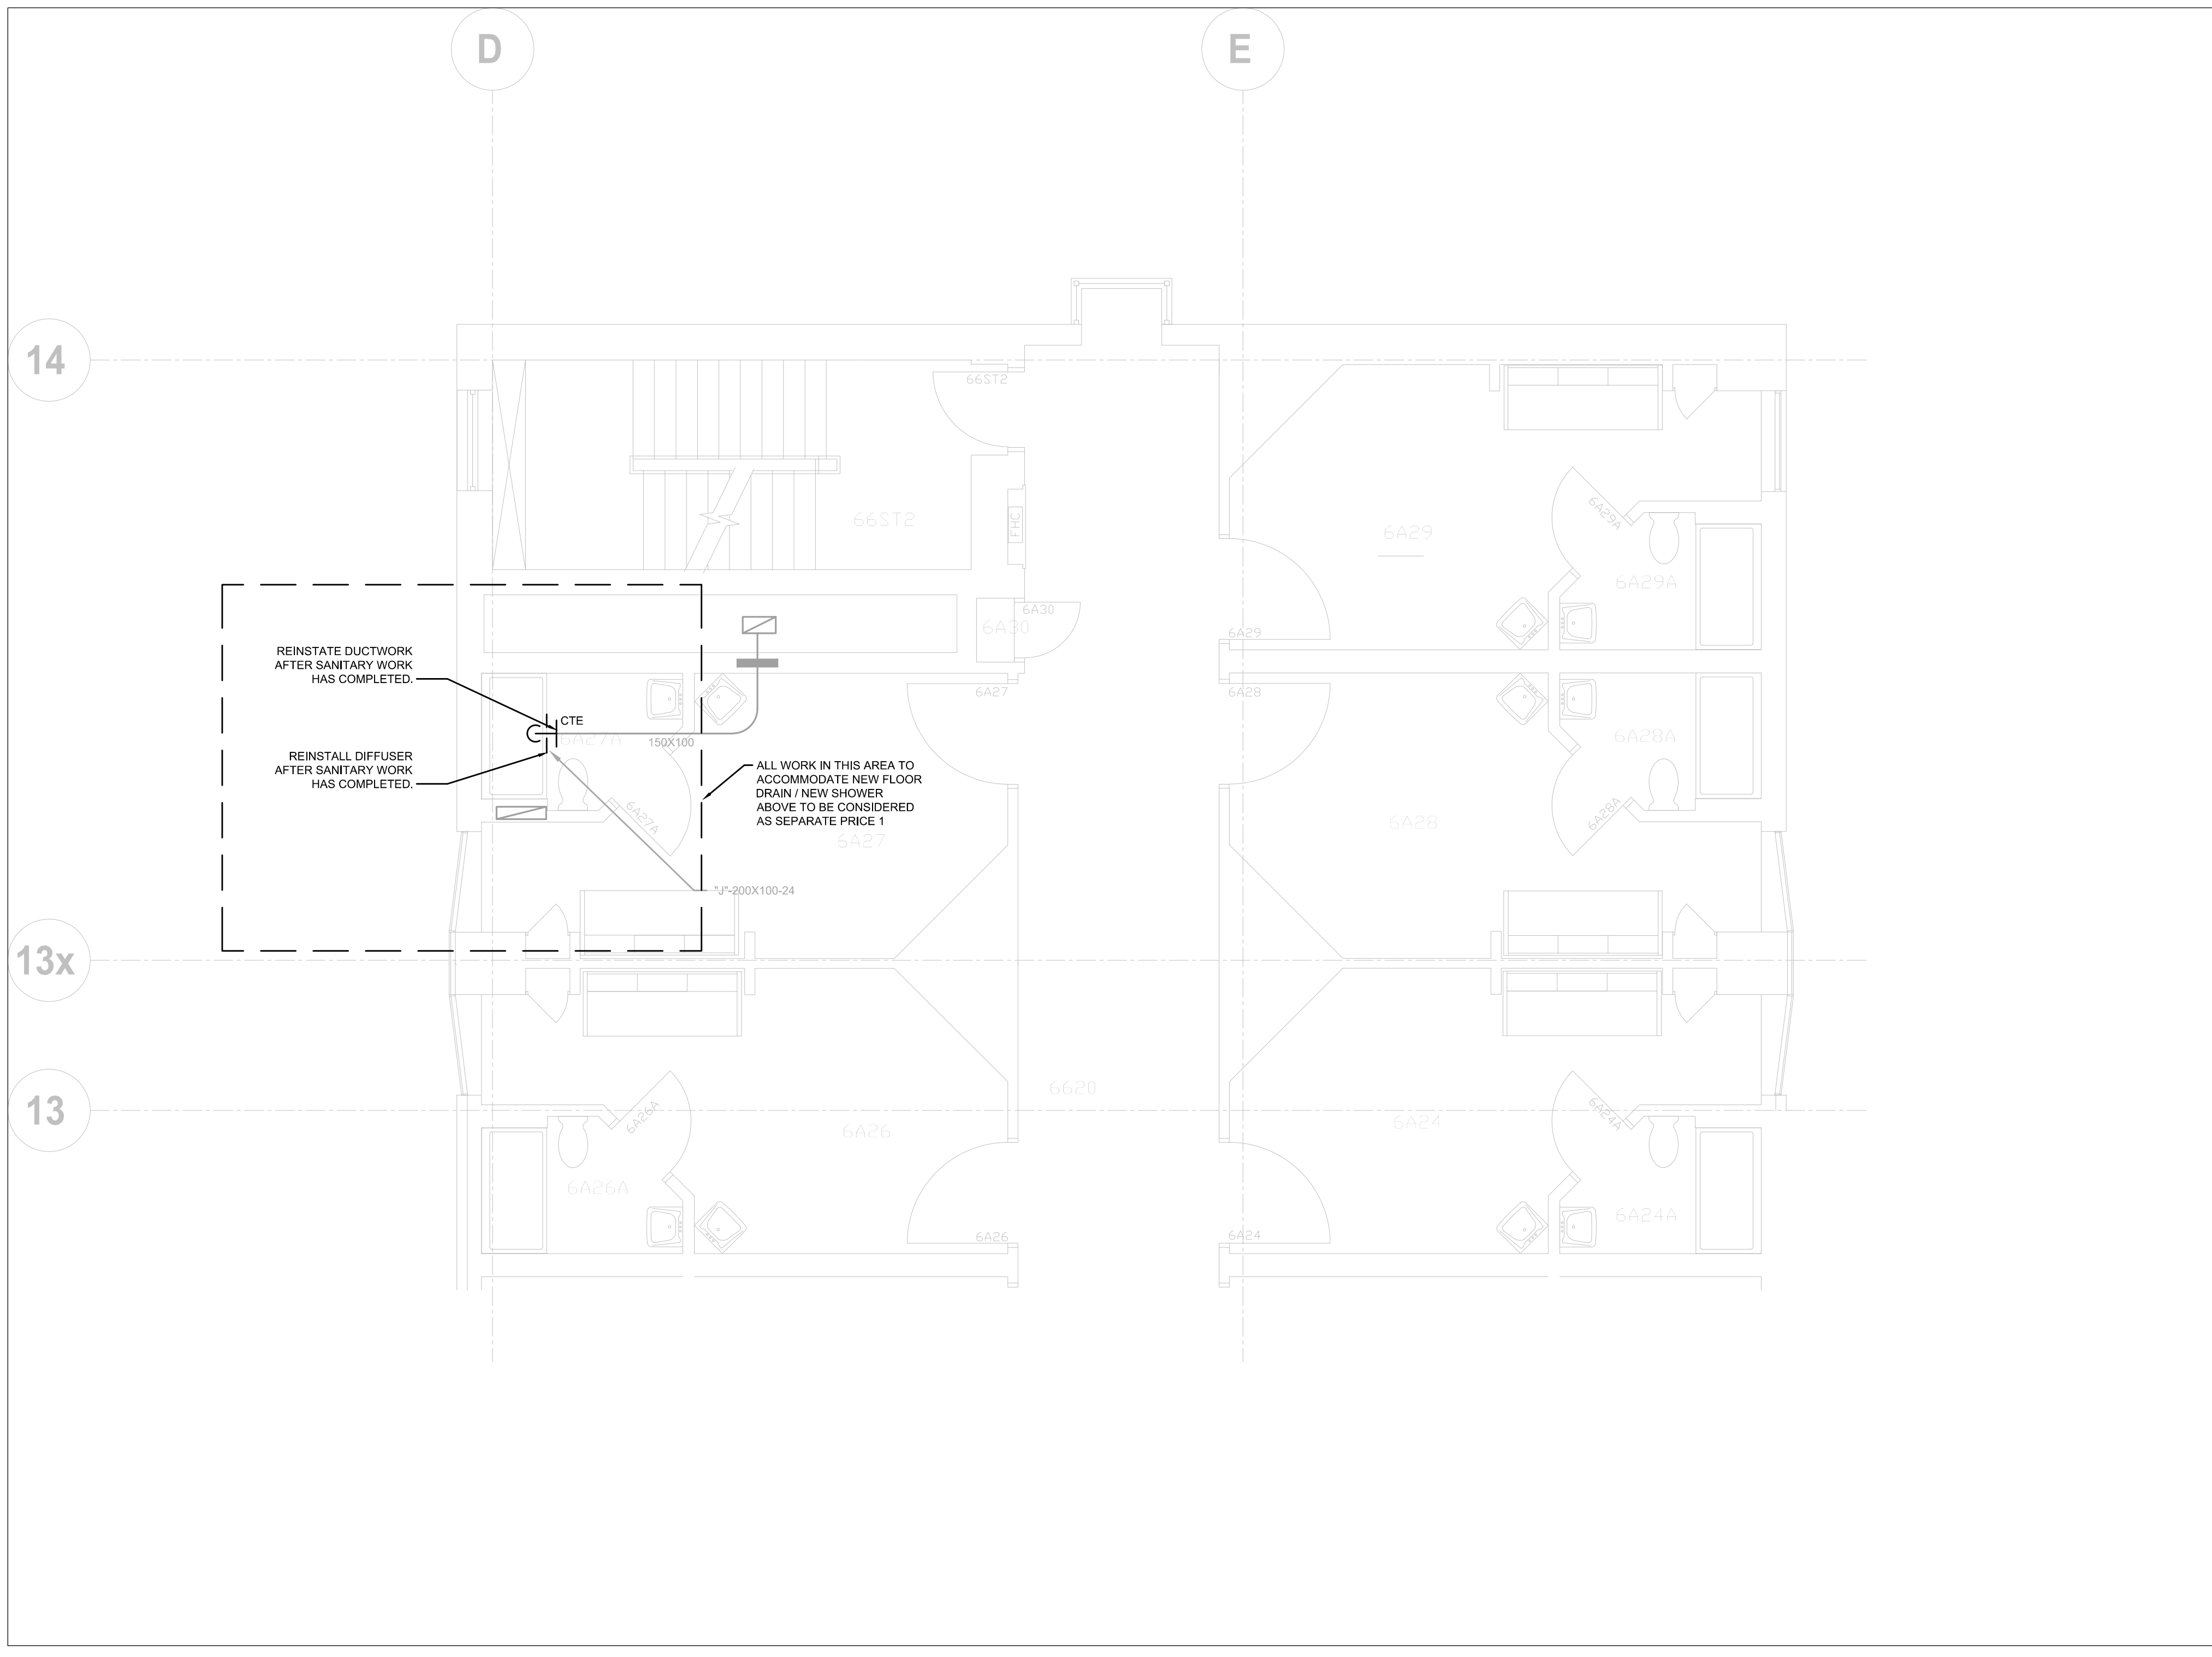 D
E
14
66ST2
66ST2
FHC
6A29
6A29A
6A29A
6A30
6A30
6A29
REINSTATE DUCTWORK
AFTER SANITARY WORK
HAS COMPLETED.
6A27
6A28
CTE
6A27A
150X100
6A28A
REINSTALL DIFFUSER
AFTER SANITARY WORK
HAS COMPLETED.
ALL WORK IN THIS AREA TO
ACCOMMODATE NEW FLOOR
DRAIN / NEW SHOWER
ABOVE TO BE CONSIDERED
AS SEPARATE PRICE 1
6A27A
6A28A
6A27
6A28
"J"-200X100-24
13x
6620
13
6A26A
6A24A
6A26
6A24
6A26A
6A24A
6A26
6A24